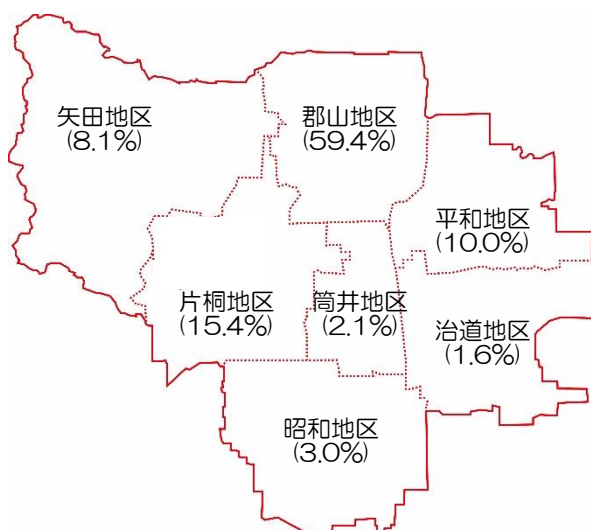 矢田地区
(8.1%)
郡山地区
(59.4%)
平和地区
(10.0%)
片桐地区
(15.4%)
筒井地区
(2.1%)
治道地区
(1.6%)
昭和地区
(3.0%)